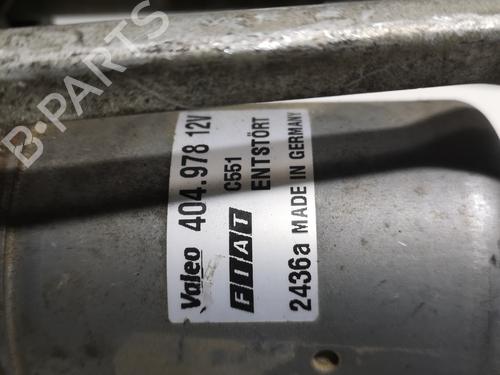 Valeo 404.978 12V
FIAT C551
ENTSTÖRT
2436a MADE IN GERMANY
B-PARTS